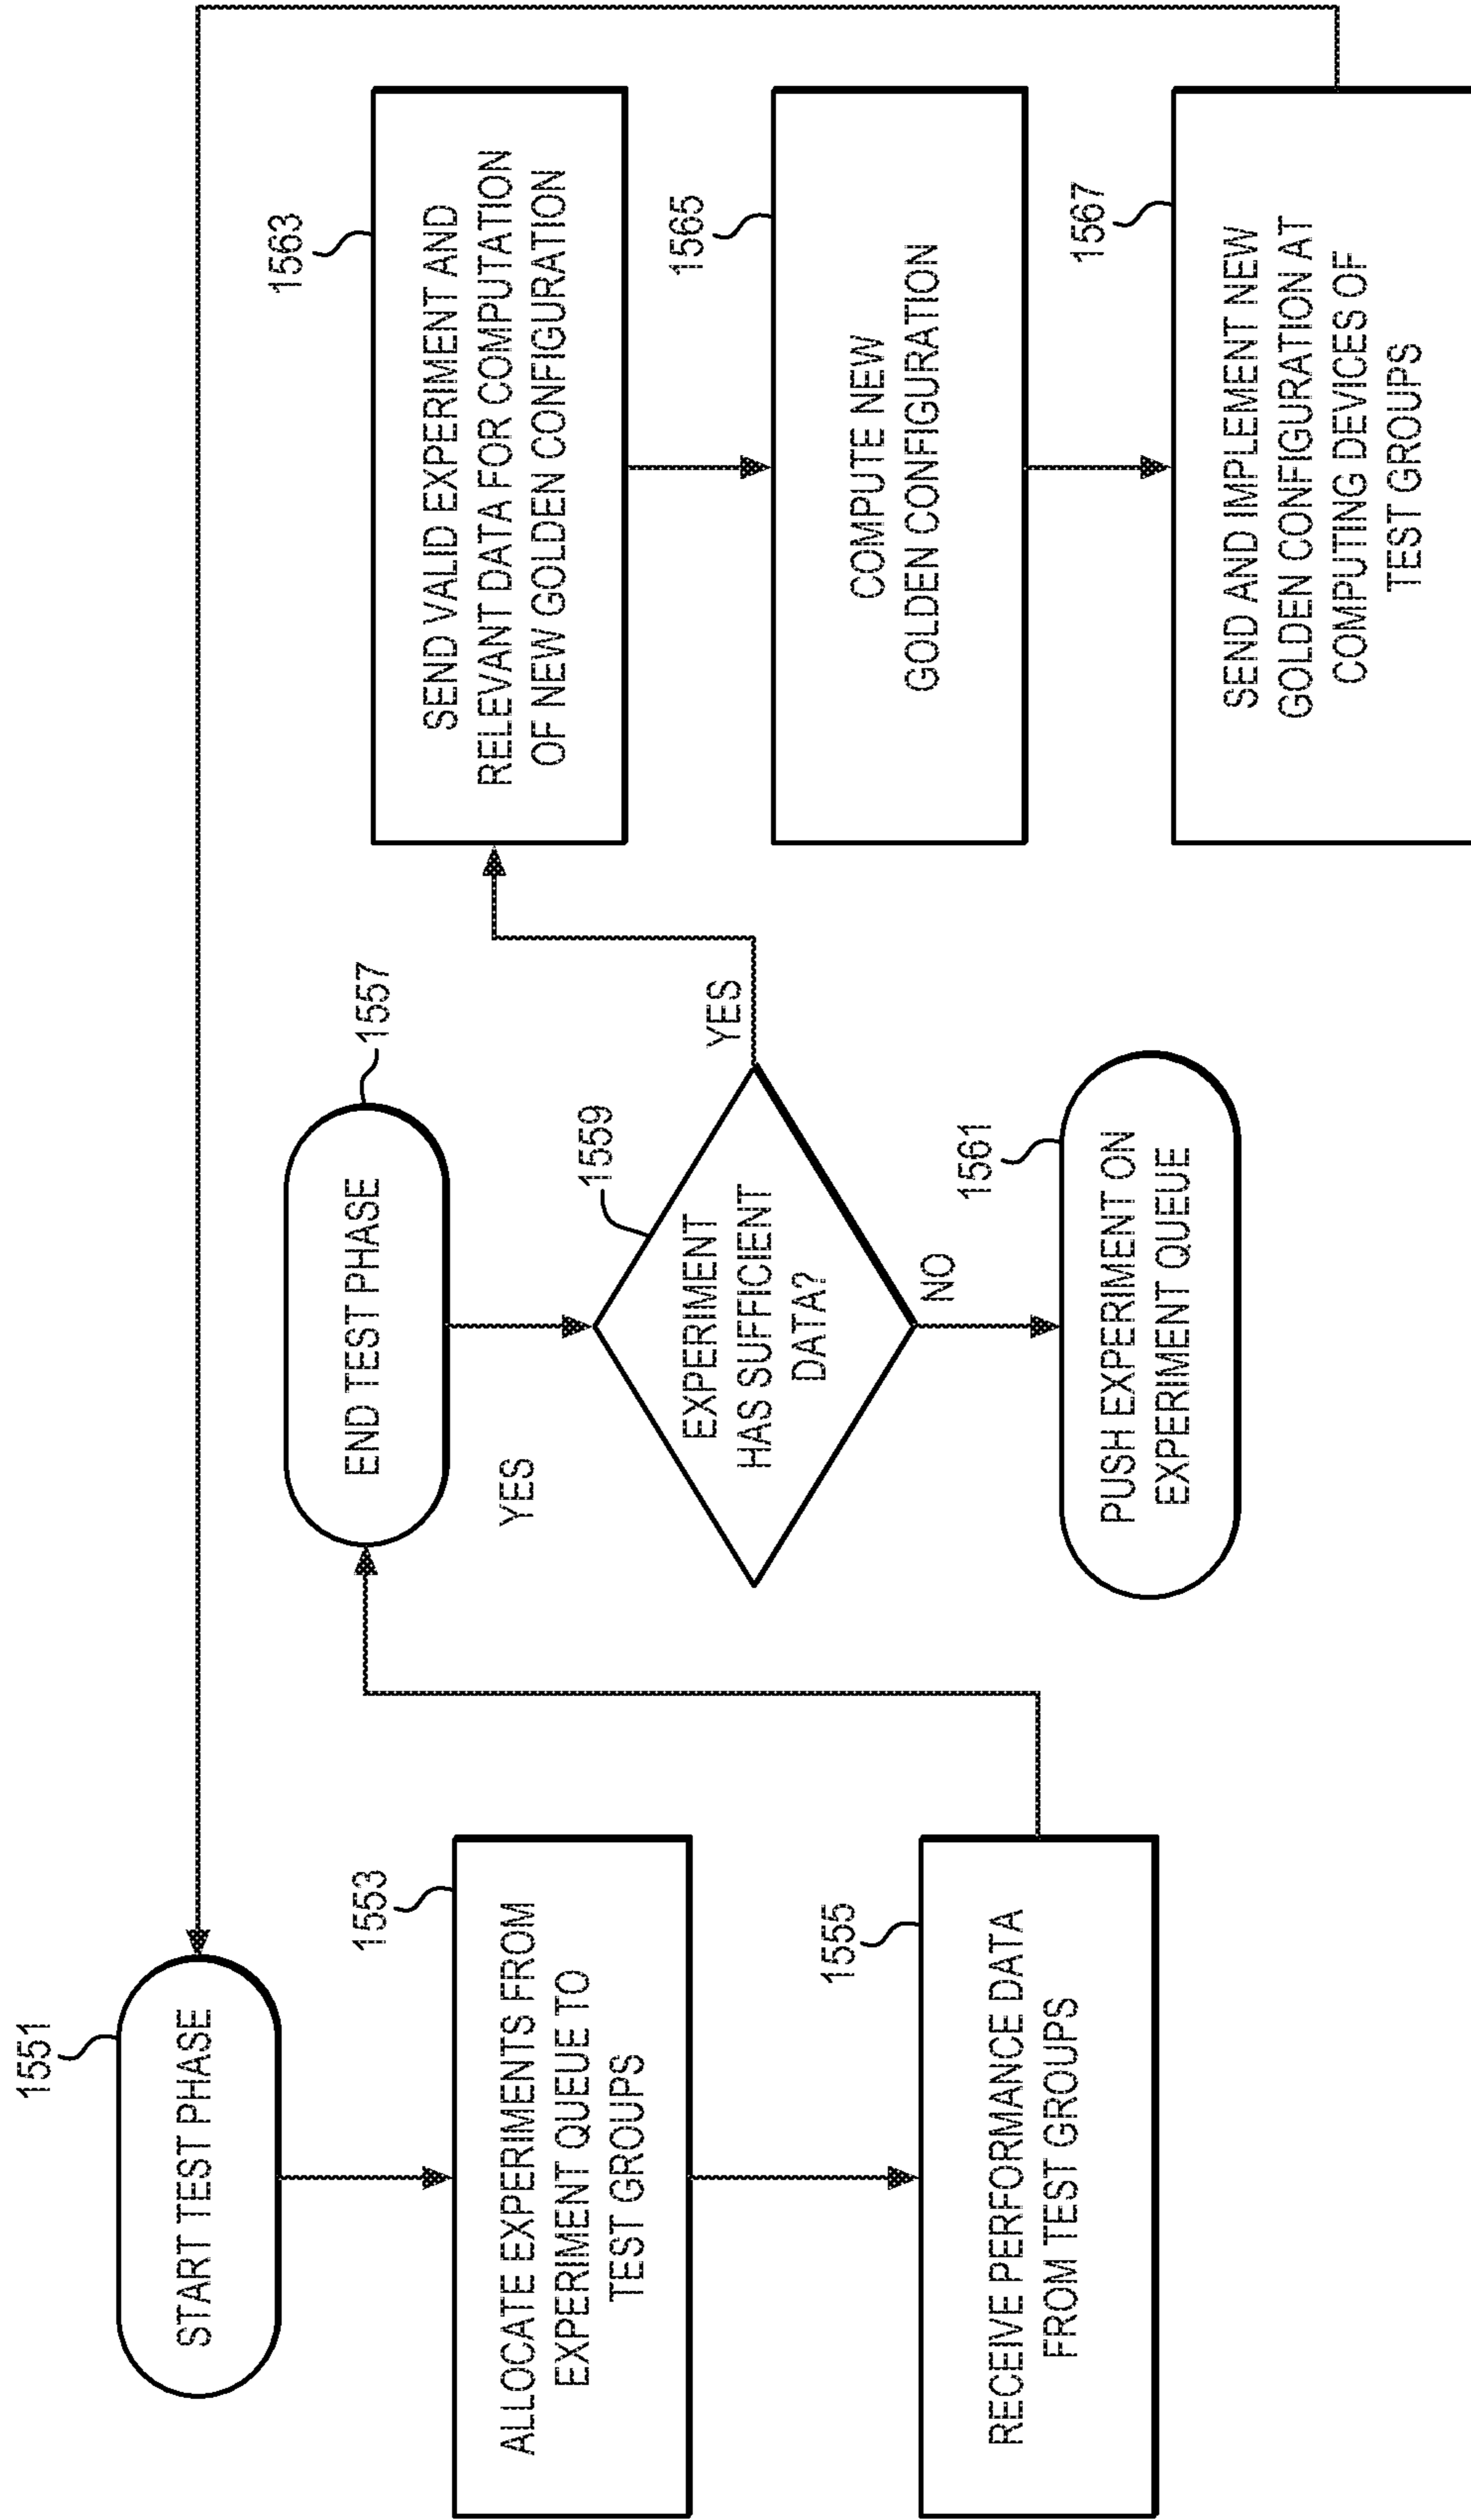 1551
START TEST PHASE
1553
ALLOCATE EXPERIMENTS FROM
EXPERIMENT QUEUE TO
TEST GROUPS
1555
RECEIVE PERFORMANCE DATA
FROM TEST GROUPS
1557
END TEST PHASE
YES
1559
EXPERIMENT
HAS SUFFICIENT
DATA?
YES
NO
1561
PUSH EXPERIMENT ON
EXPERIMENT QUEUE
1563
SEND VALID EXPERIMENT AND
RELEVANT DATA FOR COMPUTATION
OF NEW GOLDEN CONFIGURATION
1565
COMPUTE NEW
GOLDEN CONFIGURATION
1567
SEND AND IMPLEMENT NEW
GOLDEN CONFIGURATION AT
COMPUTING DEVICES OF
TEST GROUPS